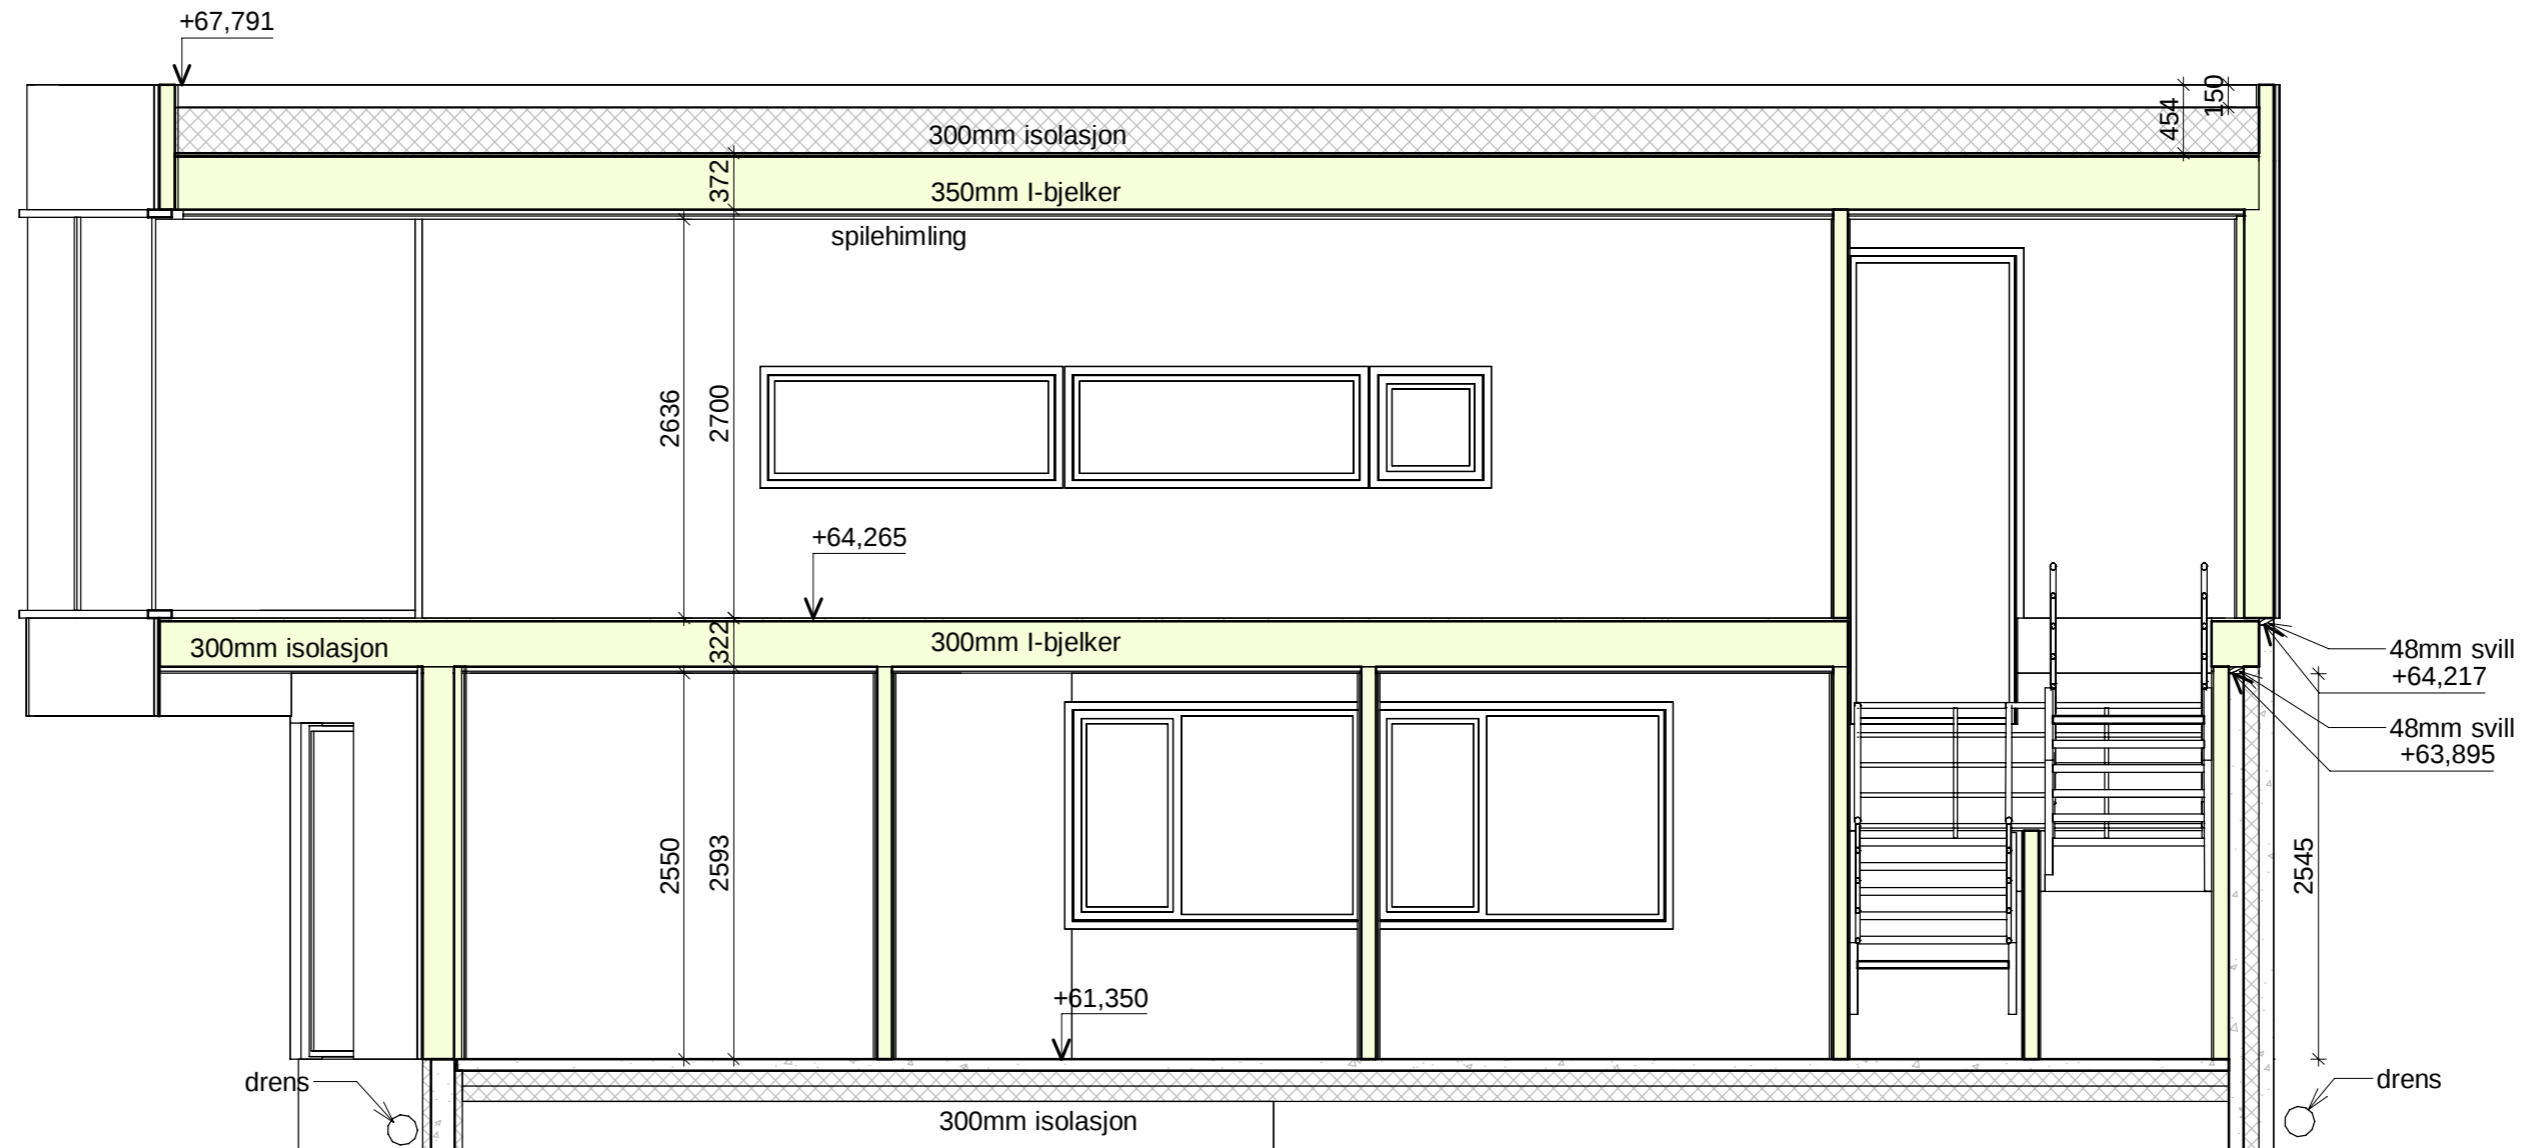 +67,791
150
454
300mm isolasjon
372
350mm I-bjelker
spilehimling
2636
2700
+64,265
322
300mm isolasjon
300mm I-bjelker
48mm svill
+64,217
48mm svill
+63,895
2550
2593
2545
+61,350
drens
drens
300mm isolasjon